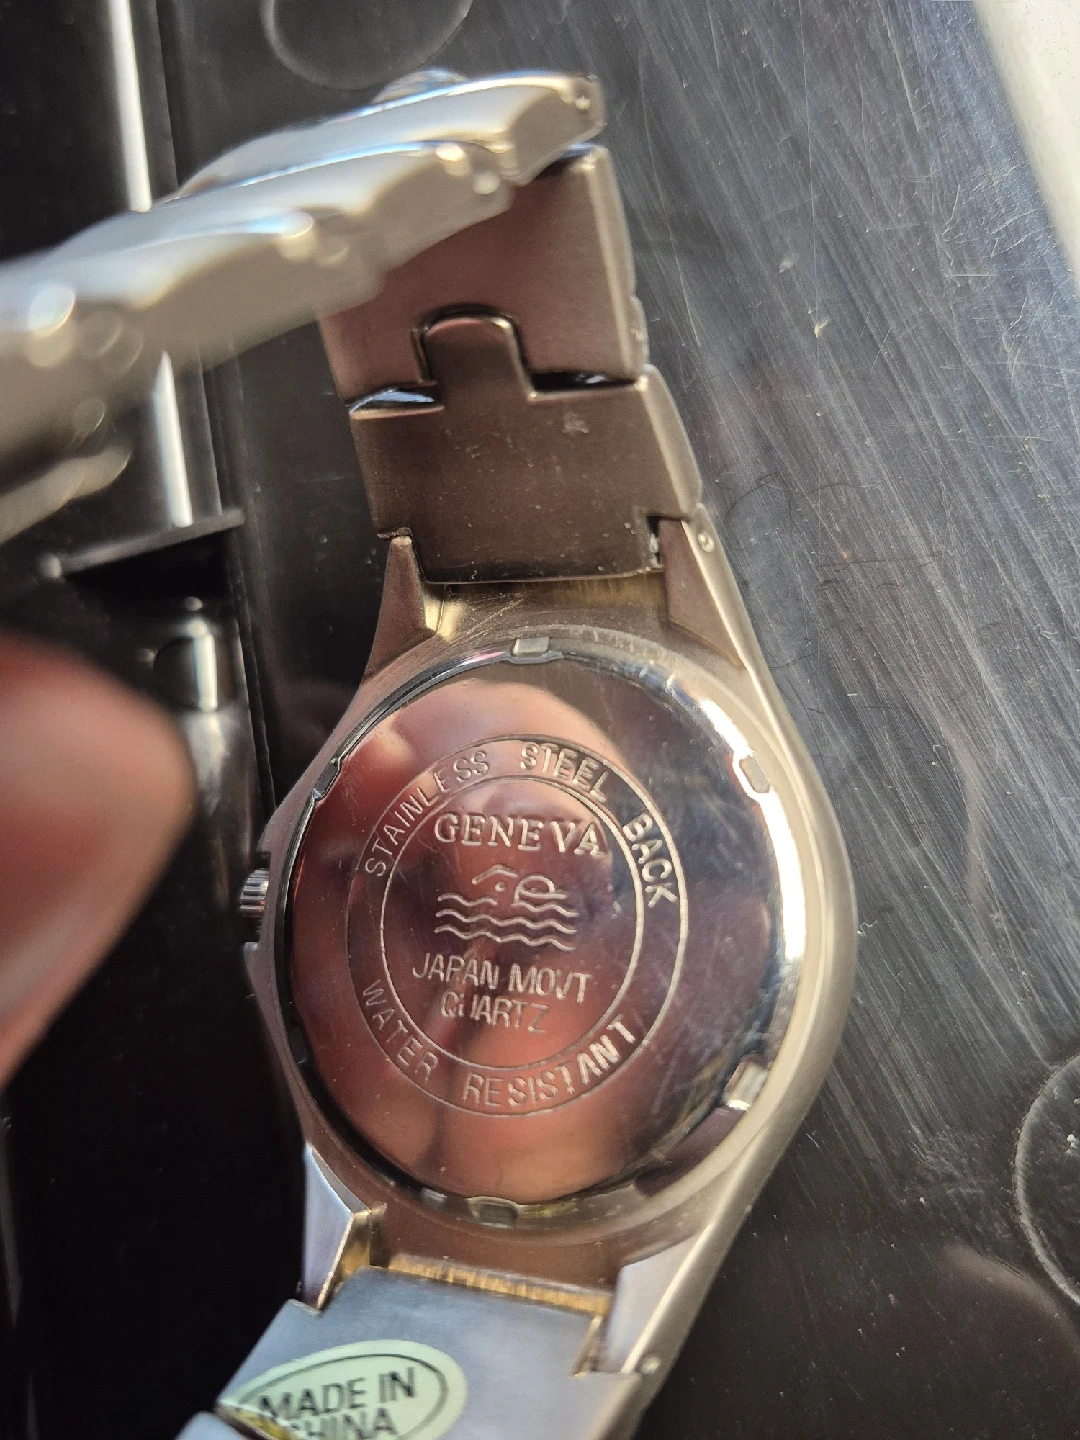 STAINLESS STEEL BACK
GENEVA
JAPAN MOVT
QUARTZ
WATER RESISTANT
MADE IN
CHINA